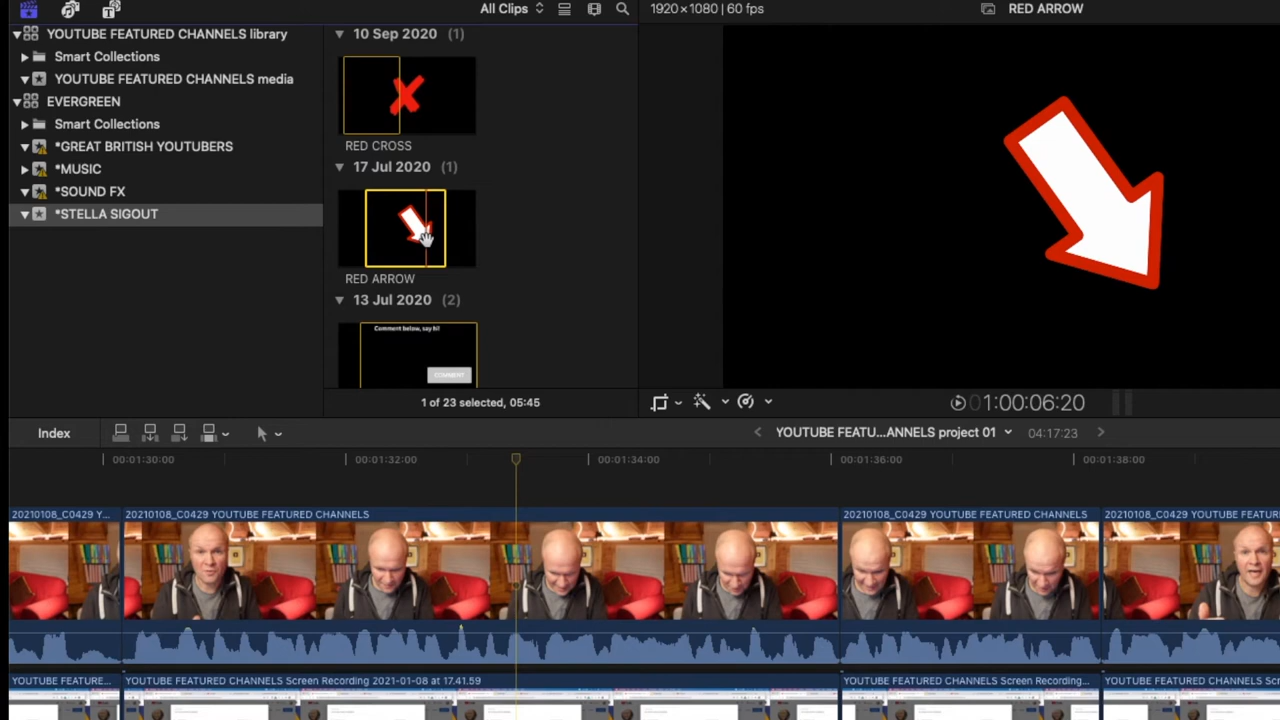 All Clips
1920×1080 | 60 fps
RED ARROW
YOUTUBE FEATURED CHANNELS library
Smart Collections
YOUTUBE FEATURED CHANNELS media
EVERGREEN
Smart Collections
*GREAT BRITISH YOUTUBERS
*MUSIC
*SOUND FX
*STELLA SIGOUT
10 Sep 2020 (1)
RED CROSS
17 Jul 2020 (1)
RED ARROW
13 Jul 2020 (2)
Comment below, say hi!
COMMENT
1 of 23 selected, 05:45
01:00:06:20
Index
YOUTUBE FEATU...ANNELS project 01
04:17:23
00:01:30:00
00:01:32:00
00:01:34:00
00:01:36:00
00:01:38:00
20210108_C0429 Y...
20210108_C0429 YOUTUBE FEATURED CHANNELS
20210108_C0429 YOUTUBE FEATURED CHANNELS
20210108_C0429 YOUTUBE FEATUR
YOUTUBE FEATURE...
YOUTUBE FEATURED CHANNELS Screen Recording 2021-01-08 at 17.41.59
YOUTUBE FEATURED CHANNELS Screen Recording...
YOUTUBE FEATURED CHANNELS Scr